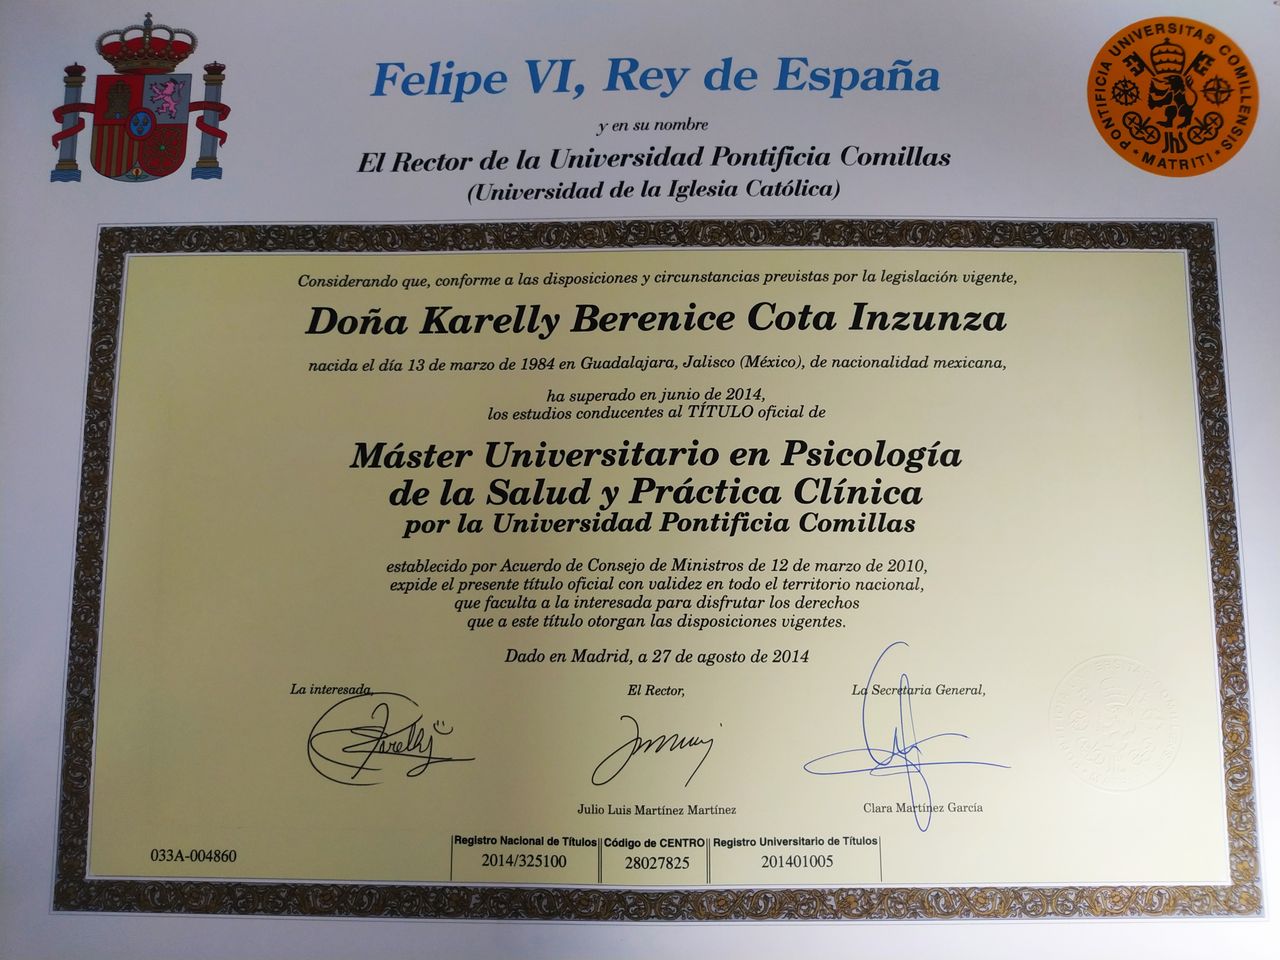 Felipe VI, Rey de España
y en su nombre
El Rector de la Universidad Pontificia Comillas
(Universidad de la Iglesia Católica)
PONTIFICIA UNIVERSITAS COMILLENSIS
MATRITI
JHS
Considerando que, conforme a las disposiciones y circunstancias previstas por la legislación vigente,
Doña Karelly Berenice Cota Inzunza
nacida el día 13 de marzo de 1984 en Guadalajara, Jalisco (México), de nacionalidad mexicana,
ha superado en junio de 2014,
los estudios conducentes al TÍTULO oficial de
Máster Universitario en Psicología
de la Salud y Práctica Clínica
por la Universidad Pontificia Comillas
establecido por Acuerdo de Consejo de Ministros de 12 de marzo de 2010,
expide el presente título oficial con validez en todo el territorio nacional,
que faculta a la interesada para disfrutar los derechos
que a este título otorgan las disposiciones vigentes.
Dado en Madrid, a 27 de agosto de 2014
La interesada, El Rector, La Secretaria General,
Karelly
Julio Luis Martínez Martínez Clara Martínez García
Registro Nacional de Títulos Código de CENTRO Registro Universitario de Títulos
033A-004860 2014/325100 28027825 201401005